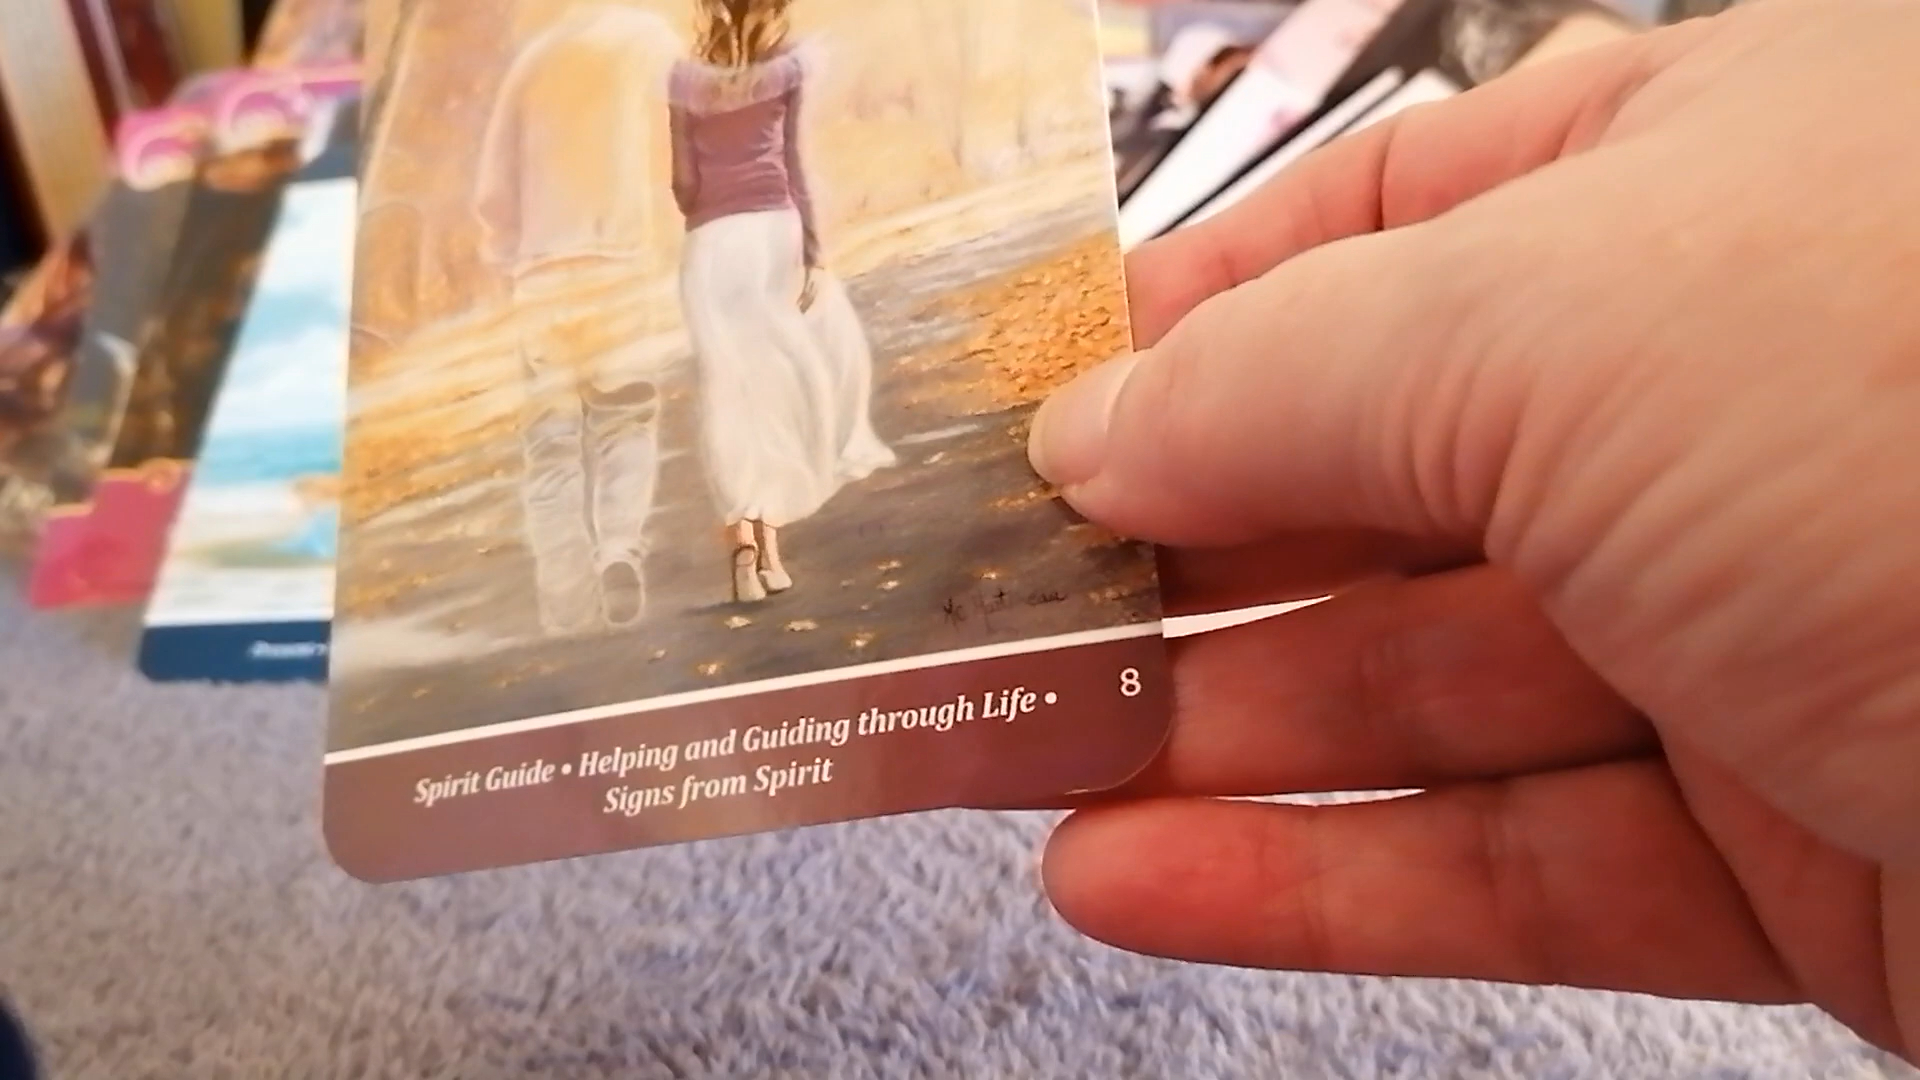 Spirit Guide • Helping and Guiding through Life •
Signs from Spirit
8